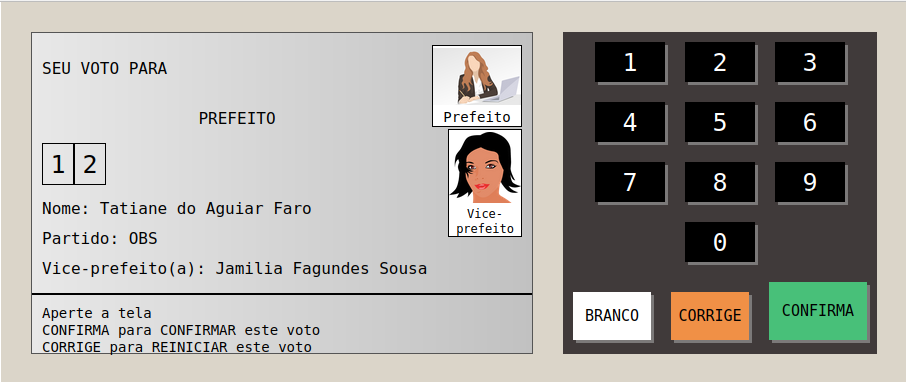 SEU VOTO PARA
PREFEITO
1 2
Nome: Tatiane do Aguiar Faro
Partido: OBS
Vice-prefeito(a): Jamilia Fagundes Sousa
Prefeito
Vice-
prefeito
Aperte a tela
CONFIRMA para CONFIRMAR este voto
CORRIGE para REINICIAR este voto
1 2 3
4 5 6
7 8 9
0
BRANCO CORRIGE CONFIRMA